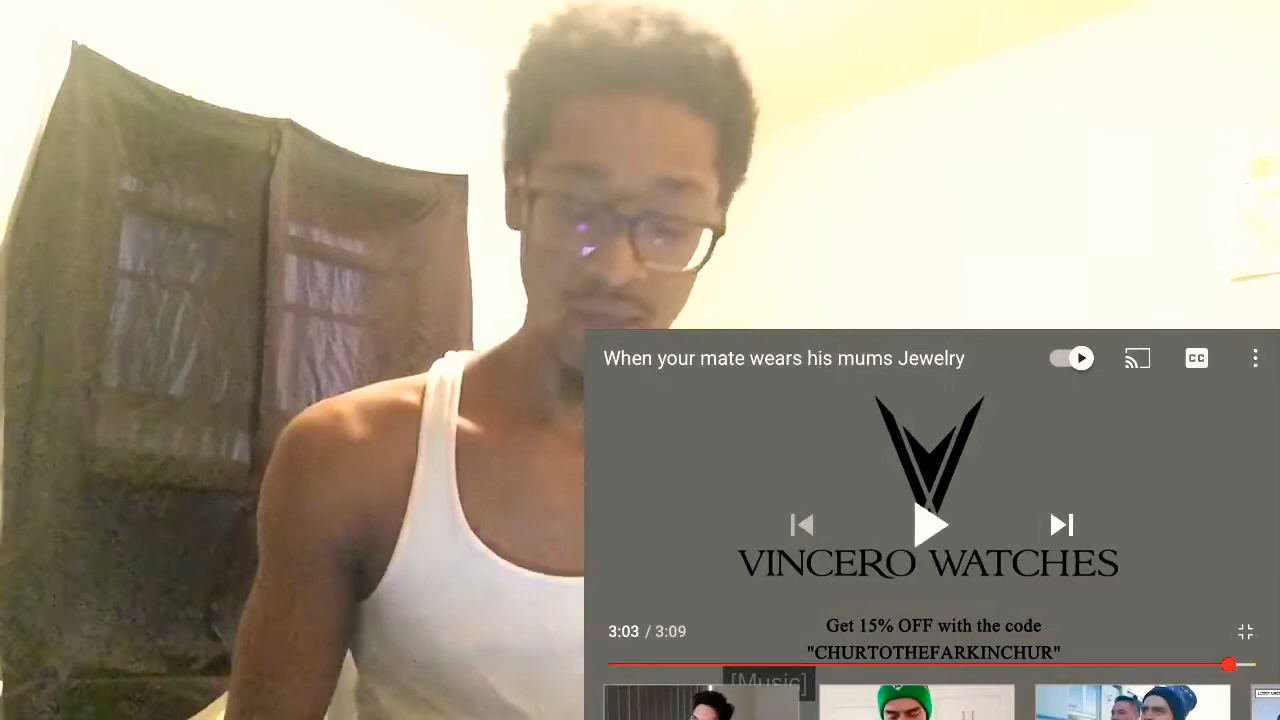 When your mate wears his mums Jewelry
CC
VINCERO WATCHES
Get 15% OFF with the code
"CHURTOTHEFARKINCHUR"
3:03 / 3:09
[Music]